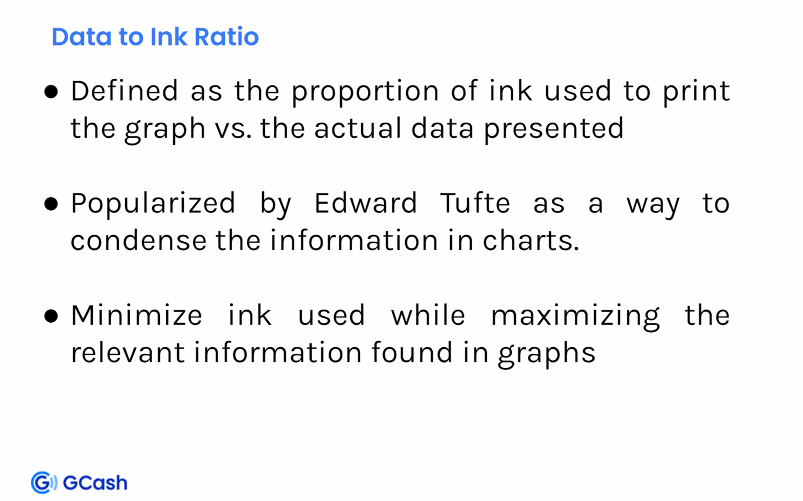 Data to Ink Ratio
● Defined as the proportion of ink used to print
the graph vs. the actual data presented
● Popularized by Edward Tufte as a way to
condense the information in charts.
● Minimize ink used while maximizing the
relevant information found in graphs
GCash